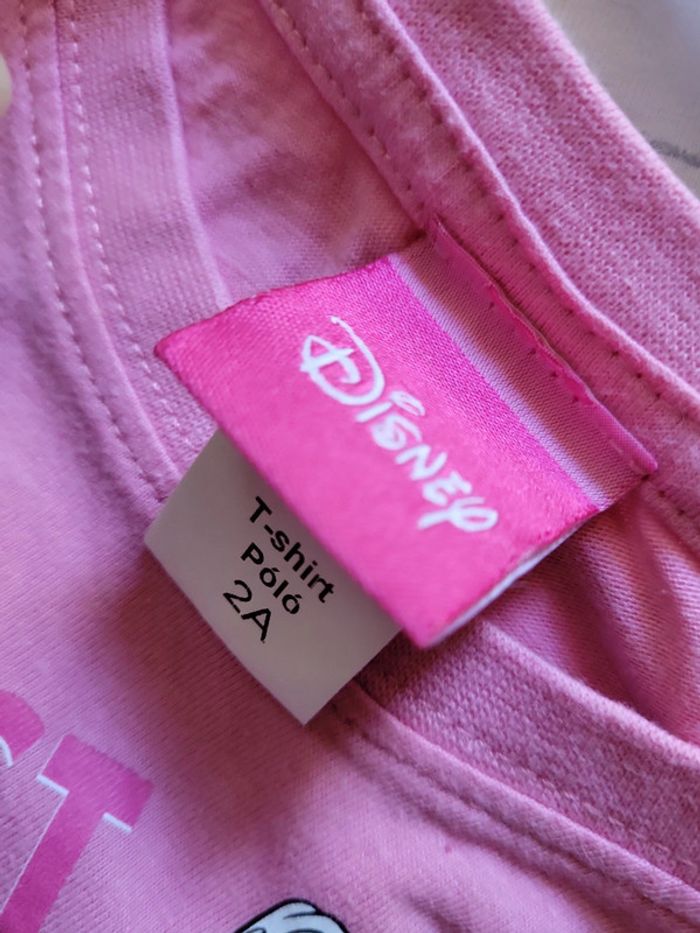 Disney
T-shirt
Póló
2A